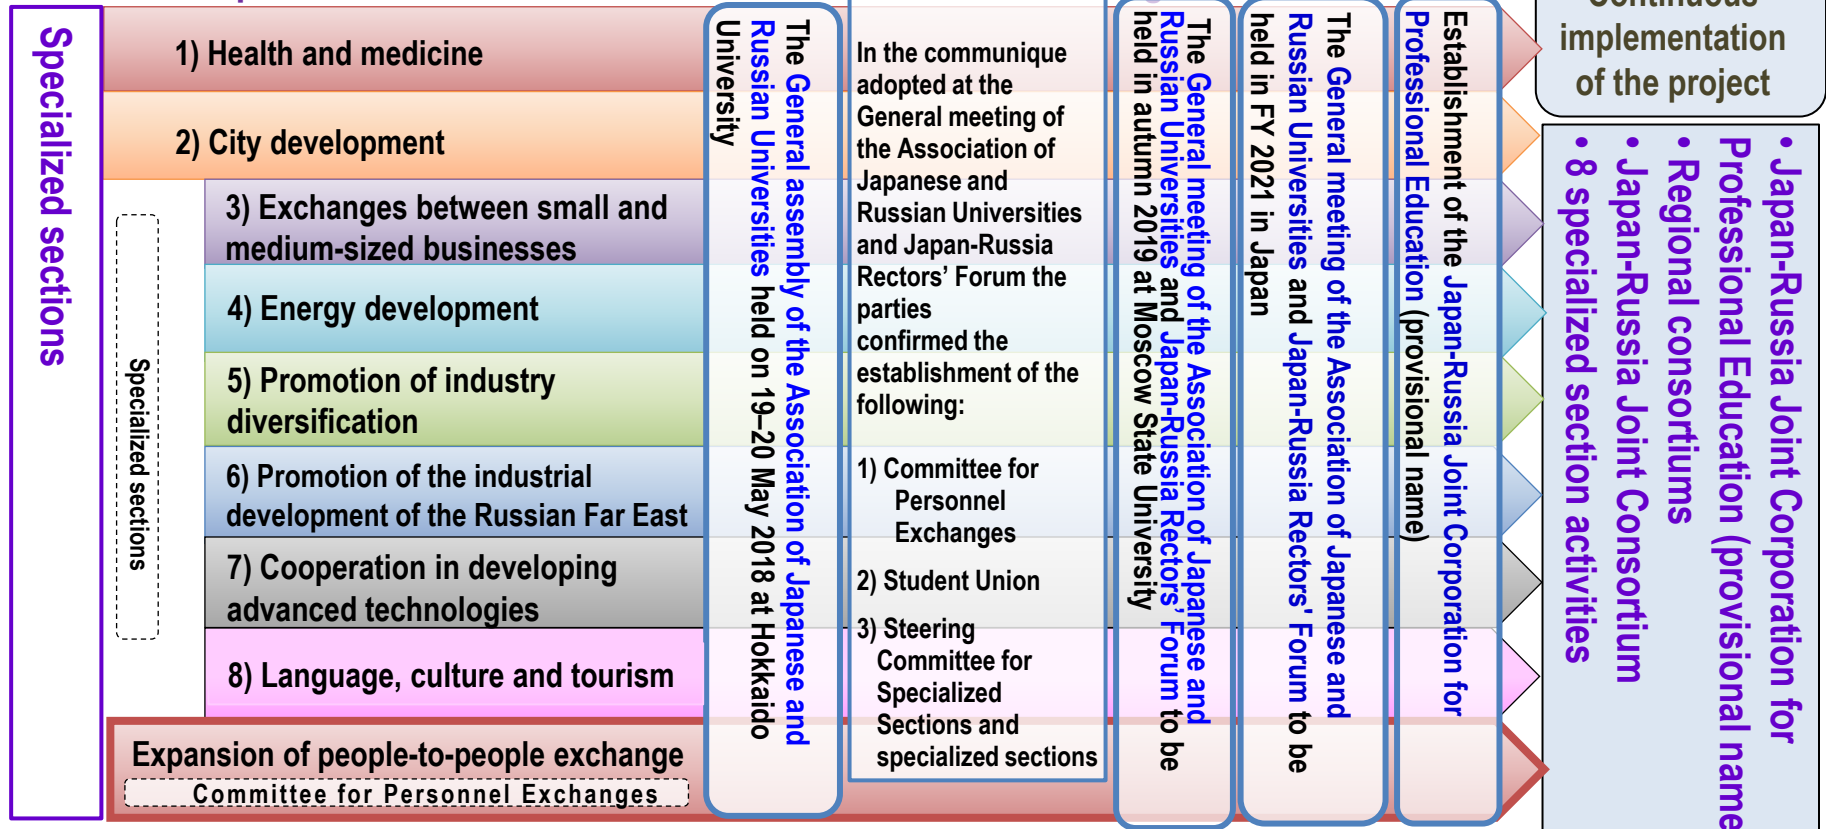 Specialized sections
1) Health and medicine
2) City development
3) Exchanges between small and
medium-sized businesses
4) Energy development
5) Promotion of industry
diversification
6) Promotion of the industrial
development of the Russian Far East
7) Cooperation in developing
advanced technologies
8) Language, culture and tourism
Specialized sections
Expansion of people-to-people exchange
Committee for Personnel Exchanges
The General assembly of the Association of Japanese and
Russian Universities held on 19–20 May 2018 at Hokkaido
University
In the communique
adopted at the
General meeting of
the Association of
Japanese and
Russian Universities
and Japan-Russia
Rectors’ Forum the
parties
confirmed the
establishment of the
following:
1) Committee for
Personnel
Exchanges
2) Student Union
3) Steering
Committee for
Specialized
Sections and
specialized sections
The General meeting of the Association of Japanese and
Russian Universities and Japan-Russia Rectors’ Forum to be
held in autumn 2019 at Moscow State University
The General meeting of the Association of Japanese and
Russian Universities and Japan-Russia Rectors' Forum to be
held in FY 2021 in Japan
Establishment of the Japan-Russia Joint Corporation for
Professional Education (provisional name)
Continuous
implementation
of the project
• Japan-Russia Joint Corporation for
Professional Education (provisional name
• Regional consortiums
• Japan-Russia Joint Consortium
• 8 specialized section activities